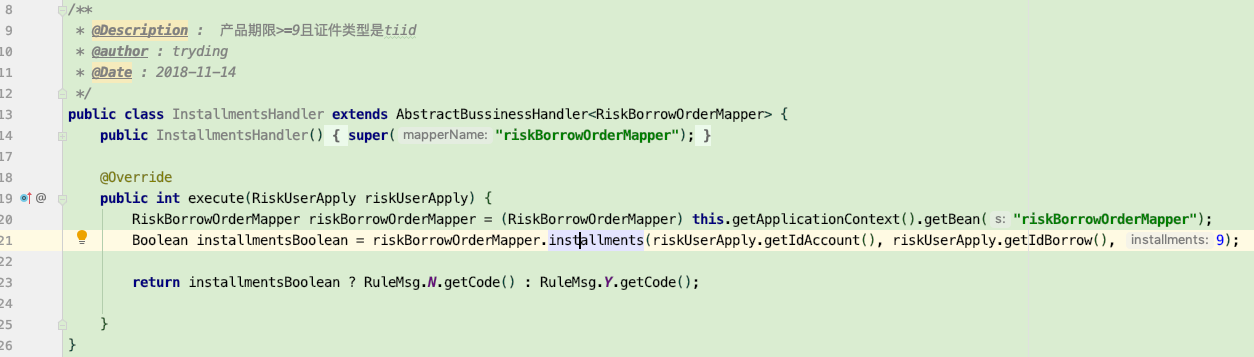 8 /**
9 * @Description : 产品期限>=9且证件类型是tiid
10 * @author : tryding
11 * @Date : 2018-11-14
12 */
13 public class InstallmentsHandler extends AbstractBussinessHandler<RiskBorrowOrderMapper> {
14 public InstallmentsHandler() { super( mapperName: "riskBorrowOrderMapper"); }
17
18 @Override
19 @ public int execute(RiskUserApply riskUserApply) {
20 RiskBorrowOrderMapper riskBorrowOrderMapper = (RiskBorrowOrderMapper) this.getApplicationContext().getBean( s: "riskBorrowOrderMapper");
21 Boolean installmentsBoolean = riskBorrowOrderMapper.installments(riskUserApply.getIdAccount(), riskUserApply.getIdBorrow(), installments: 9);
22
23 return installmentsBoolean ? RuleMsg.N.getCode() : RuleMsg.Y.getCode();
24
25 }
26 }